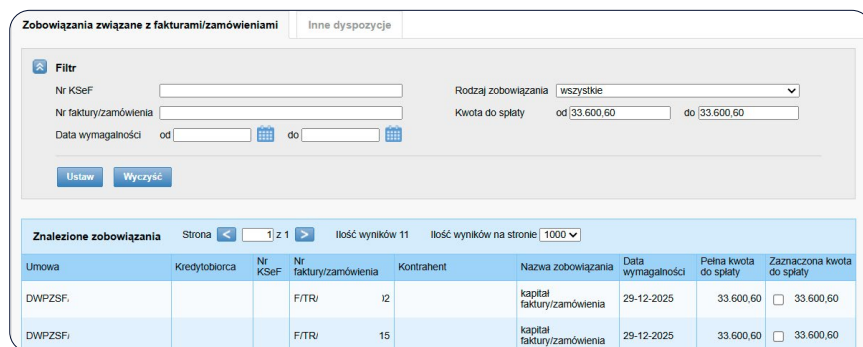 Zobowiązania związane z fakturami/zamówieniami Inne dyspozycje
Filtr
Nr KSeF Rodzaj zobowiązania wszystkie
Nr faktury/zamówienia Kwota do spłaty od 33.600,60 do 33.600,60
Data wymagalności od do
Ustaw Wyczyść
Znalezione zobowiązania Strona < 1 z 1 > Ilość wyników 11 Ilość wyników na stronie 1000
Umowa Kredytobiorca Nr KSeF Nr faktury/zamówienia Kontrahent Nazwa zobowiązania Data wymagalności Pełna kwota do spłaty Zaznaczona kwota do spłaty
DWPZSF/ F/TR/ 02 kapitał faktury/zamówienia 29-12-2025 33.600,60 33.600,60
DWPZSF/ F/TR/ 15 kapitał faktury/zamówienia 29-12-2025 33.600,60 33.600,60